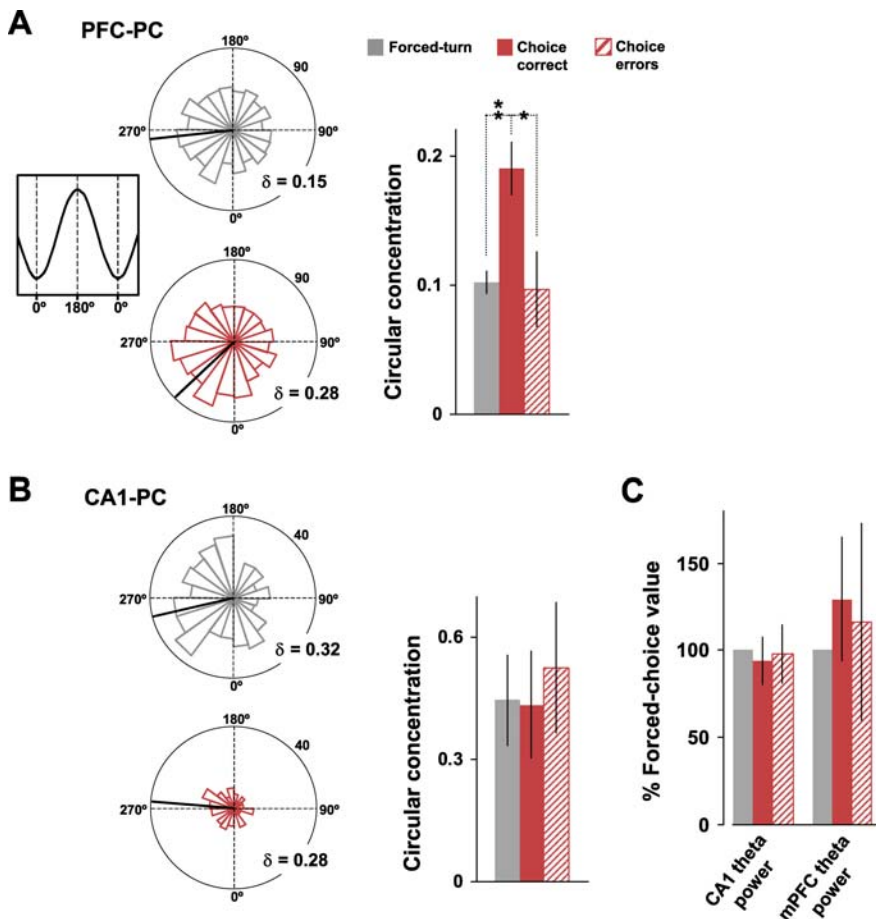 A
PFC-PC
Forced-turn
Choice correct
Choice errors
180º
90
270º
90º
δ = 0.15
0º
0º 180º 0º
180º
90
270º
90º
δ = 0.28
0º
Circular concentration
0.2
0.1
0
* *
*
B
CA1-PC
180º
40
270º
90º
δ = 0.32
0º
180º
40
270º
90º
δ = 0.28
0º
Circular concentration
0.6
0.3
0
C
% Forced-choice value
150
100
50
0
CA1 theta
power
mPFC theta
power